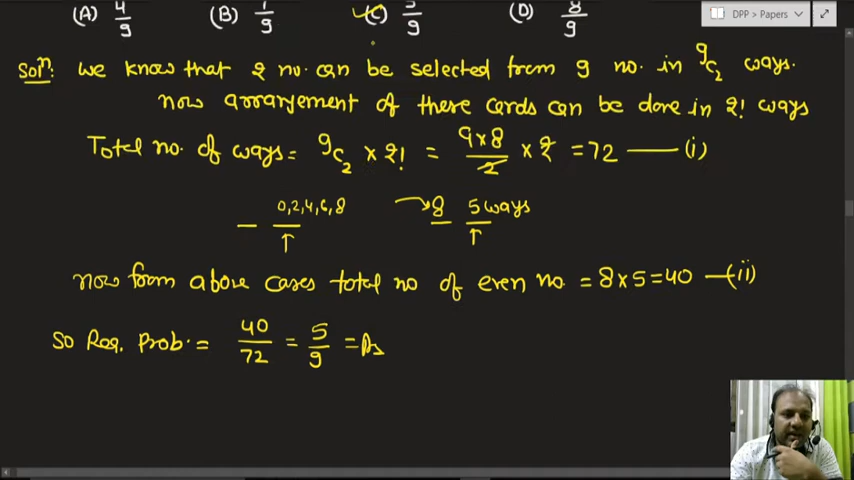 (A) 4/9 (B) 7/9 (C) 5/9 (D) 8/9
DPP > Papers
Solⁿ: we know that 2 no. can be selected from 9 no. in ⁹C₂ ways.
now arrangement of these cards can be done in 2! ways
Total no. of ways = ⁹C₂ × 2! = 9×8/2 × 2 = 72 —— (i)
— 0,2,4,6,8 → 8 5 ways
↑ ↑
now from above cases total no of even no. = 8×5=40 —(ii)
So Req. Prob. = 40/72 = 5/9 =